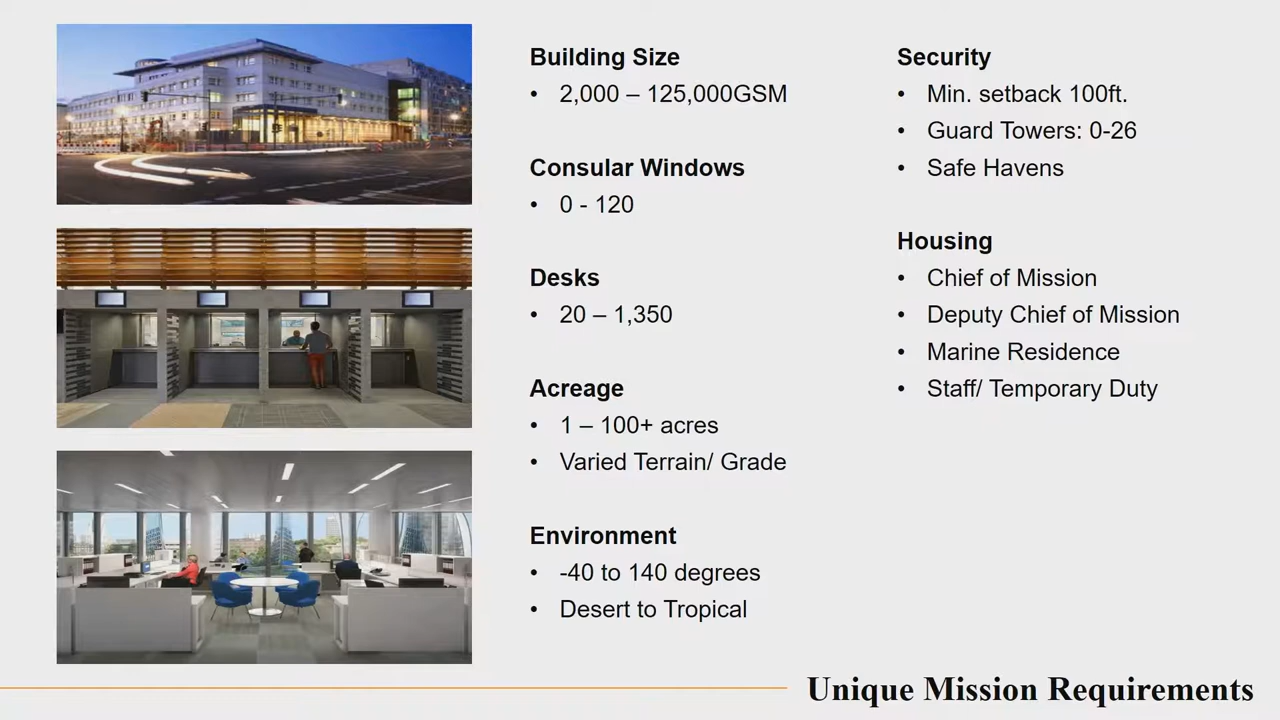 Building Size
• 2,000 – 125,000GSM
Consular Windows
• 0 - 120
Desks
• 20 – 1,350
Acreage
• 1 – 100+ acres
• Varied Terrain/ Grade
Environment
• -40 to 140 degrees
• Desert to Tropical
Security
• Min. setback 100ft.
• Guard Towers: 0-26
• Safe Havens
Housing
• Chief of Mission
• Deputy Chief of Mission
• Marine Residence
• Staff/ Temporary Duty
Unique Mission Requirements